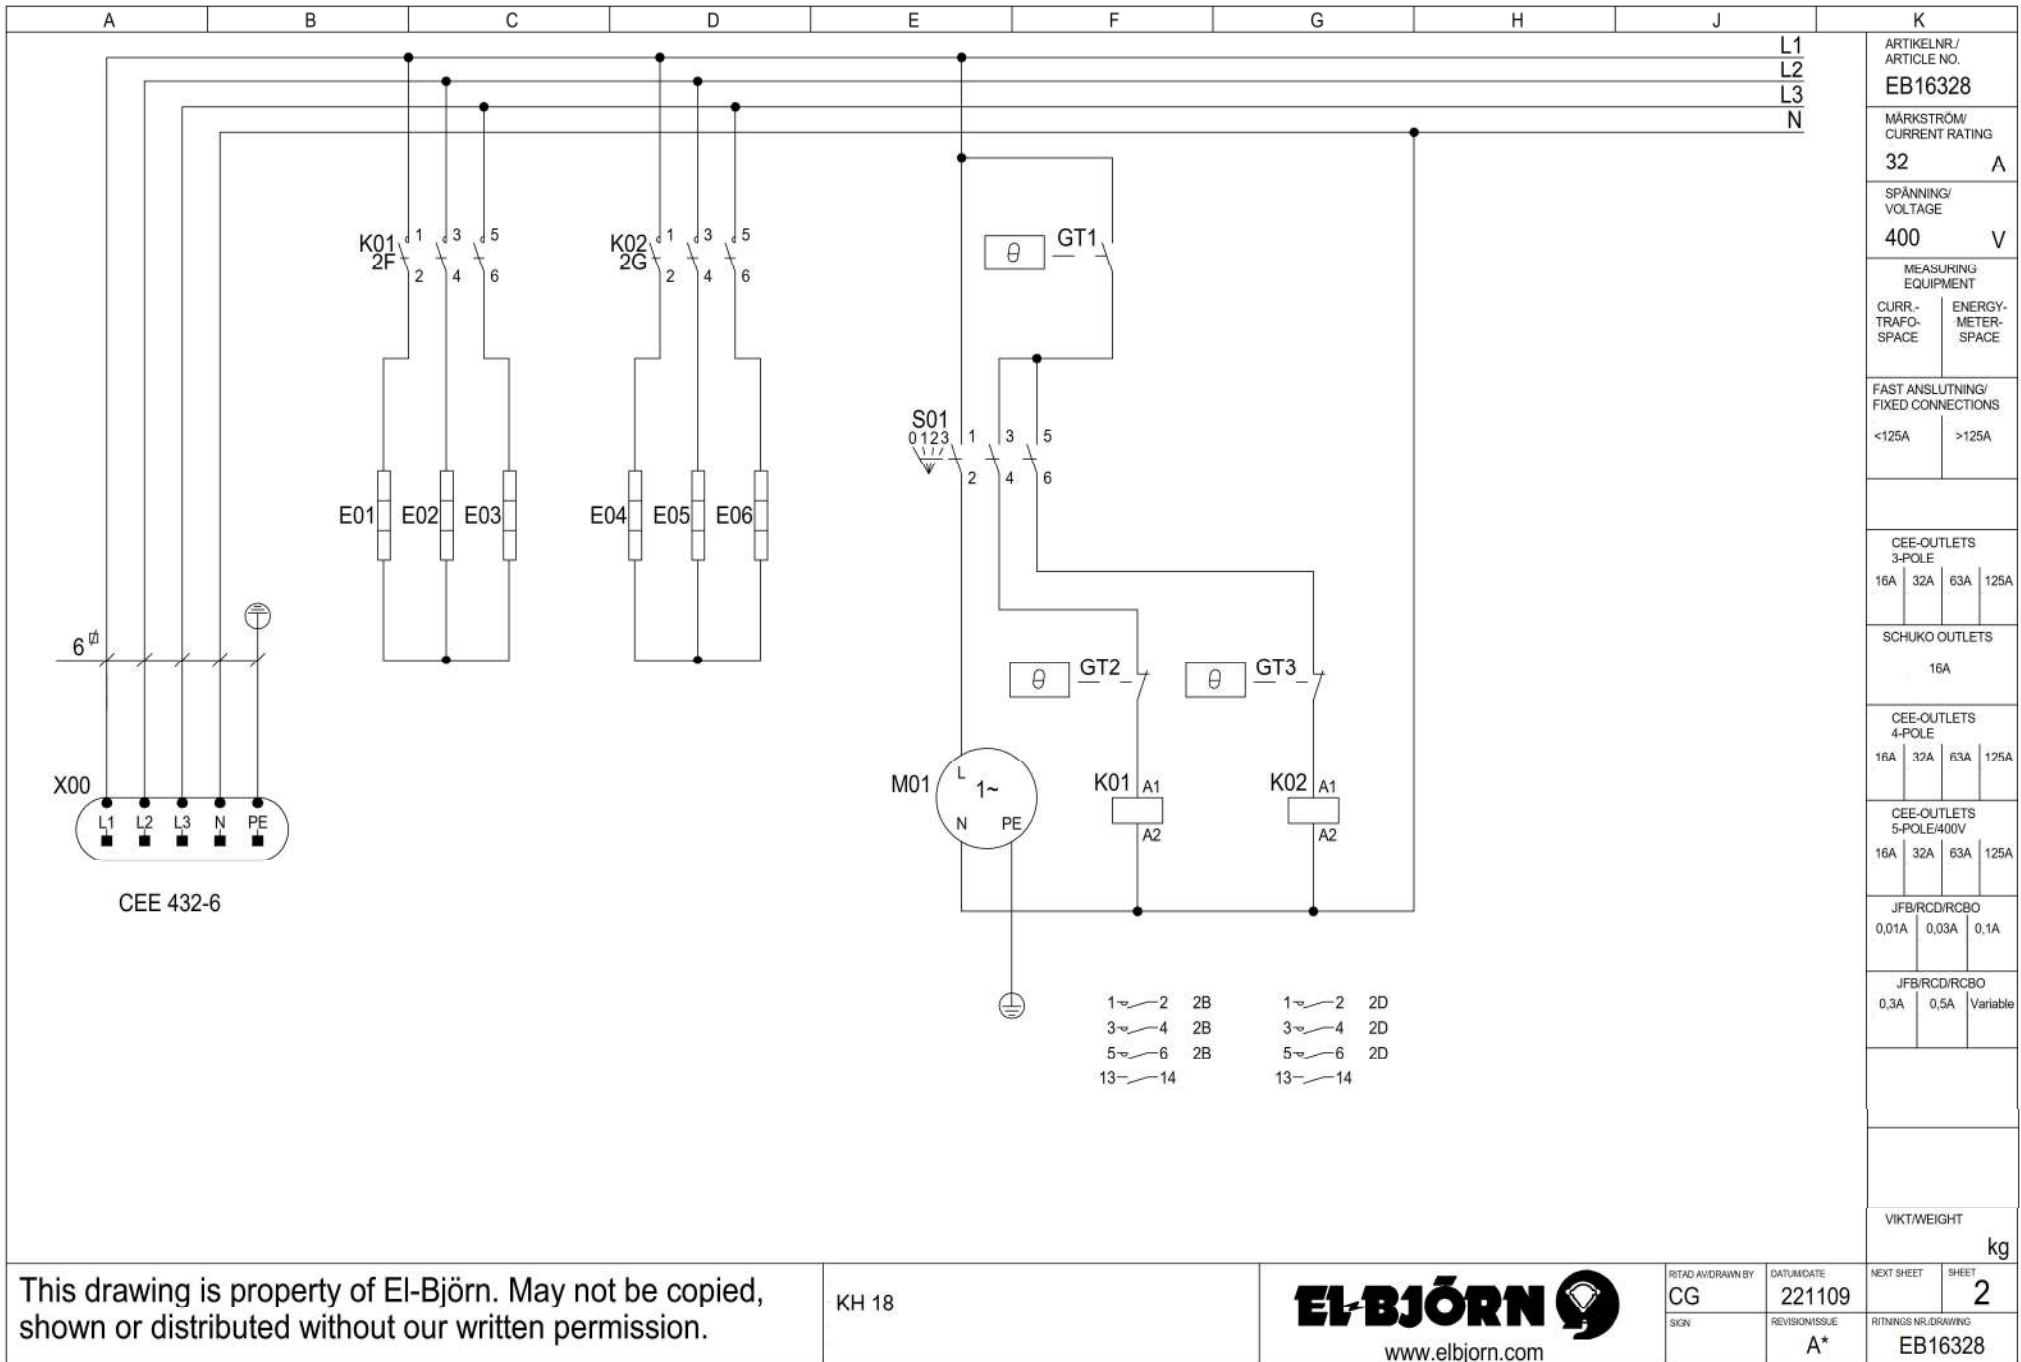 A B C D E F G H J K
L1
L2
L3
N
K01
2F
1 3 5
2 4 6
K02
2G
1 3 5
2 4 6
θ GT1
S01
0 1 2 3 1 3 5
2 4 6
E01 E02 E03 E04 E05 E06
6
θ GT2
θ GT3
X00
L1 L2 L3 N PE
CEE 432-6
M01
L
1~
N PE
K01 A1
A2
K02 A1
A2
1 2 2B
3 4 2B
5 6 2B
13 14
1 2 2D
3 4 2D
5 6 2D
13 14
ARTIKELNR./
ARTICLE NO.
EB16328
MÄRKSTRÖM/
CURRENT RATING
32 A
SPÄNNING/
VOLTAGE
400 V
MEASURING
EQUIPMENT
CURR.-
TRAFO-
SPACE
ENERGY-
METER-
SPACE
FAST ANSLUTNING/
FIXED CONNECTIONS
<125A >125A
CEE-OUTLETS
3-POLE
16A 32A 63A 125A
SCHUKO OUTLETS
16A
CEE-OUTLETS
4-POLE
16A 32A 63A 125A
CEE-OUTLETS
5-POLE/400V
16A 32A 63A 125A
JFB/RCD/RCBO
0,01A 0,03A 0,1A
JFB/RCD/RCBO
0,3A 0,5A Variable
VIKT/WEIGHT
kg
This drawing is property of El-Björn. May not be copied,
shown or distributed without our written permission.
KH 18
EL-BJÖRN
www.elbjorn.com
RITAD AV/DRAWN BY
CG
DATUM/DATE
221109
SIGN
REVISION/ISSUE
A*
NEXT SHEET
SHEET
2
RITNINGS NR./DRAWING
EB16328